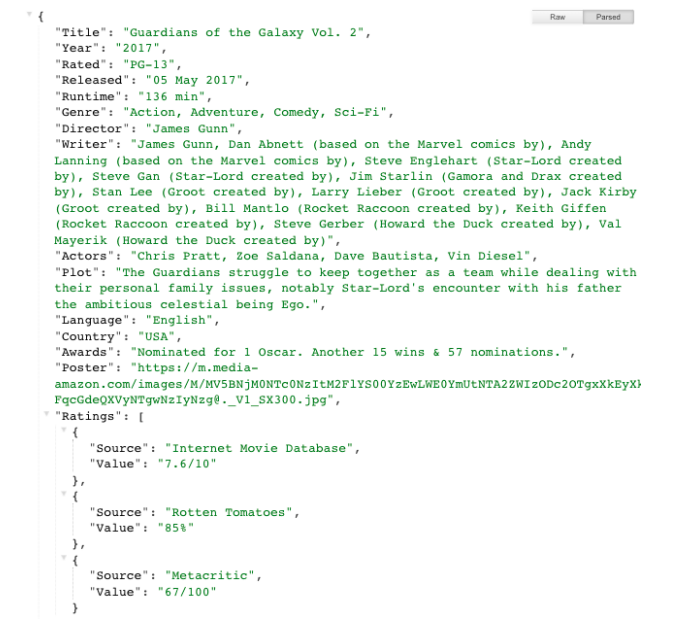 Raw Parsed
{
"Title": "Guardians of the Galaxy Vol. 2",
"Year": "2017",
"Rated": "PG-13",
"Released": "05 May 2017",
"Runtime": "136 min",
"Genre": "Action, Adventure, Comedy, Sci-Fi",
"Director": "James Gunn",
"Writer": "James Gunn, Dan Abnett (based on the Marvel comics by), Andy
Lanning (based on the Marvel comics by), Steve Englehart (Star-Lord created
by), Steve Gan (Star-Lord created by), Jim Starlin (Gamora and Drax created
by), Stan Lee (Groot created by), Larry Lieber (Groot created by), Jack Kirby
(Groot created by), Bill Mantlo (Rocket Raccoon created by), Keith Giffen
(Rocket Raccoon created by), Steve Gerber (Howard the Duck created by), Val
Mayerik (Howard the Duck created by)",
"Actors": "Chris Pratt, Zoe Saldana, Dave Bautista, Vin Diesel",
"Plot": "The Guardians struggle to keep together as a team while dealing with
their personal family issues, notably Star-Lord's encounter with his father
the ambitious celestial being Ego.",
"Language": "English",
"Country": "USA",
"Awards": "Nominated for 1 Oscar. Another 15 wins & 57 nominations.",
"Poster": "https://m.media-
amazon.com/images/M/MV5BNjM0NTc0NzItM2FlYS00YzEwLWE0YmUtNTA2ZWIzODc2OTgxXkEyXk
FqcGdeQXVyNTgwNzIyNzg@._V1_SX300.jpg",
"Ratings": [
{
"Source": "Internet Movie Database",
"Value": "7.6/10"
},
{
"Source": "Rotten Tomatoes",
"Value": "85%"
},
{
"Source": "Metacritic",
"Value": "67/100"
}